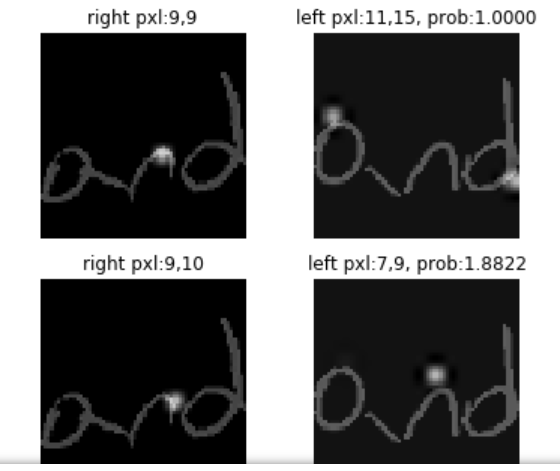 right pxl:9,9 left pxl:11,15, prob:1.0000
and and
right pxl:9,10 left pxl:7,9, prob:1.8822
and and